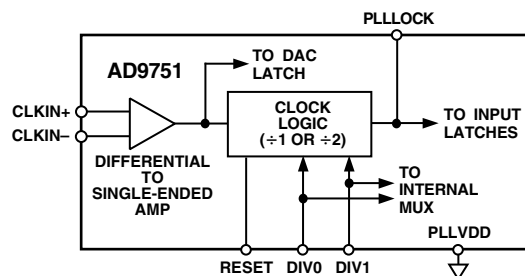 PLLLOCK
AD9751
TO DAC
LATCH
CLKIN+
CLKIN–
CLOCK
LOGIC
(÷1 OR ÷2)
TO INPUT
LATCHES
DIFFERENTIAL
TO
SINGLE-ENDED
AMP
TO
INTERNAL
MUX
PLLVDD
RESET
DIV0
DIV1